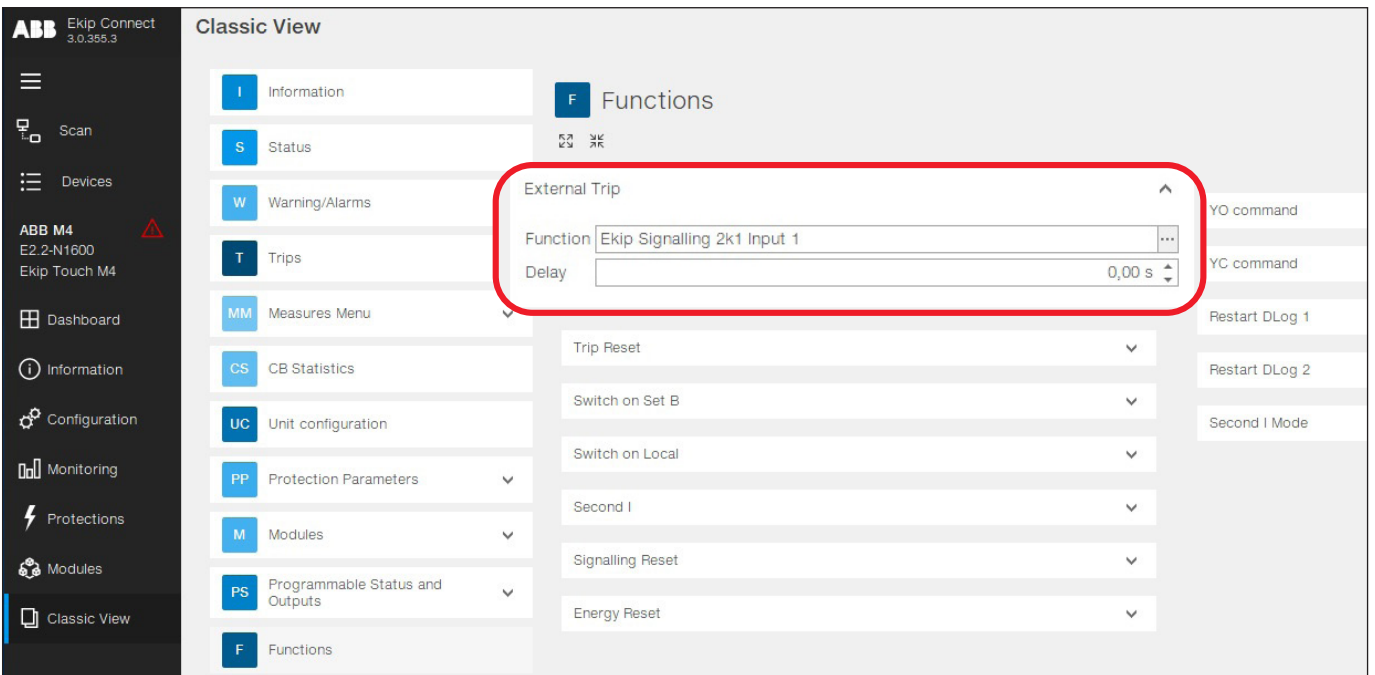 ABB
Ekip Connect
3.0.355.3
Scan
Devices
ABB M4
E2.2-N1600
Ekip Touch M4
Dashboard
Information
Configuration
Monitoring
Protections
Modules
Classic View
Classic View
I Information
S Status
W Warning/Alarms
T Trips
MM Measures Menu
CS CB Statistics
UC Unit configuration
PP Protection Parameters
M Modules
PS Programmable Status and
Outputs
F Functions
F Functions
External Trip
Function Ekip Signalling 2k1 Input 1 ...
Delay 0,00 s
Trip Reset
Switch on Set B
Switch on Local
Second I
Signalling Reset
Energy Reset
YO command
YC command
Restart DLog 1
Restart DLog 2
Second I Mode